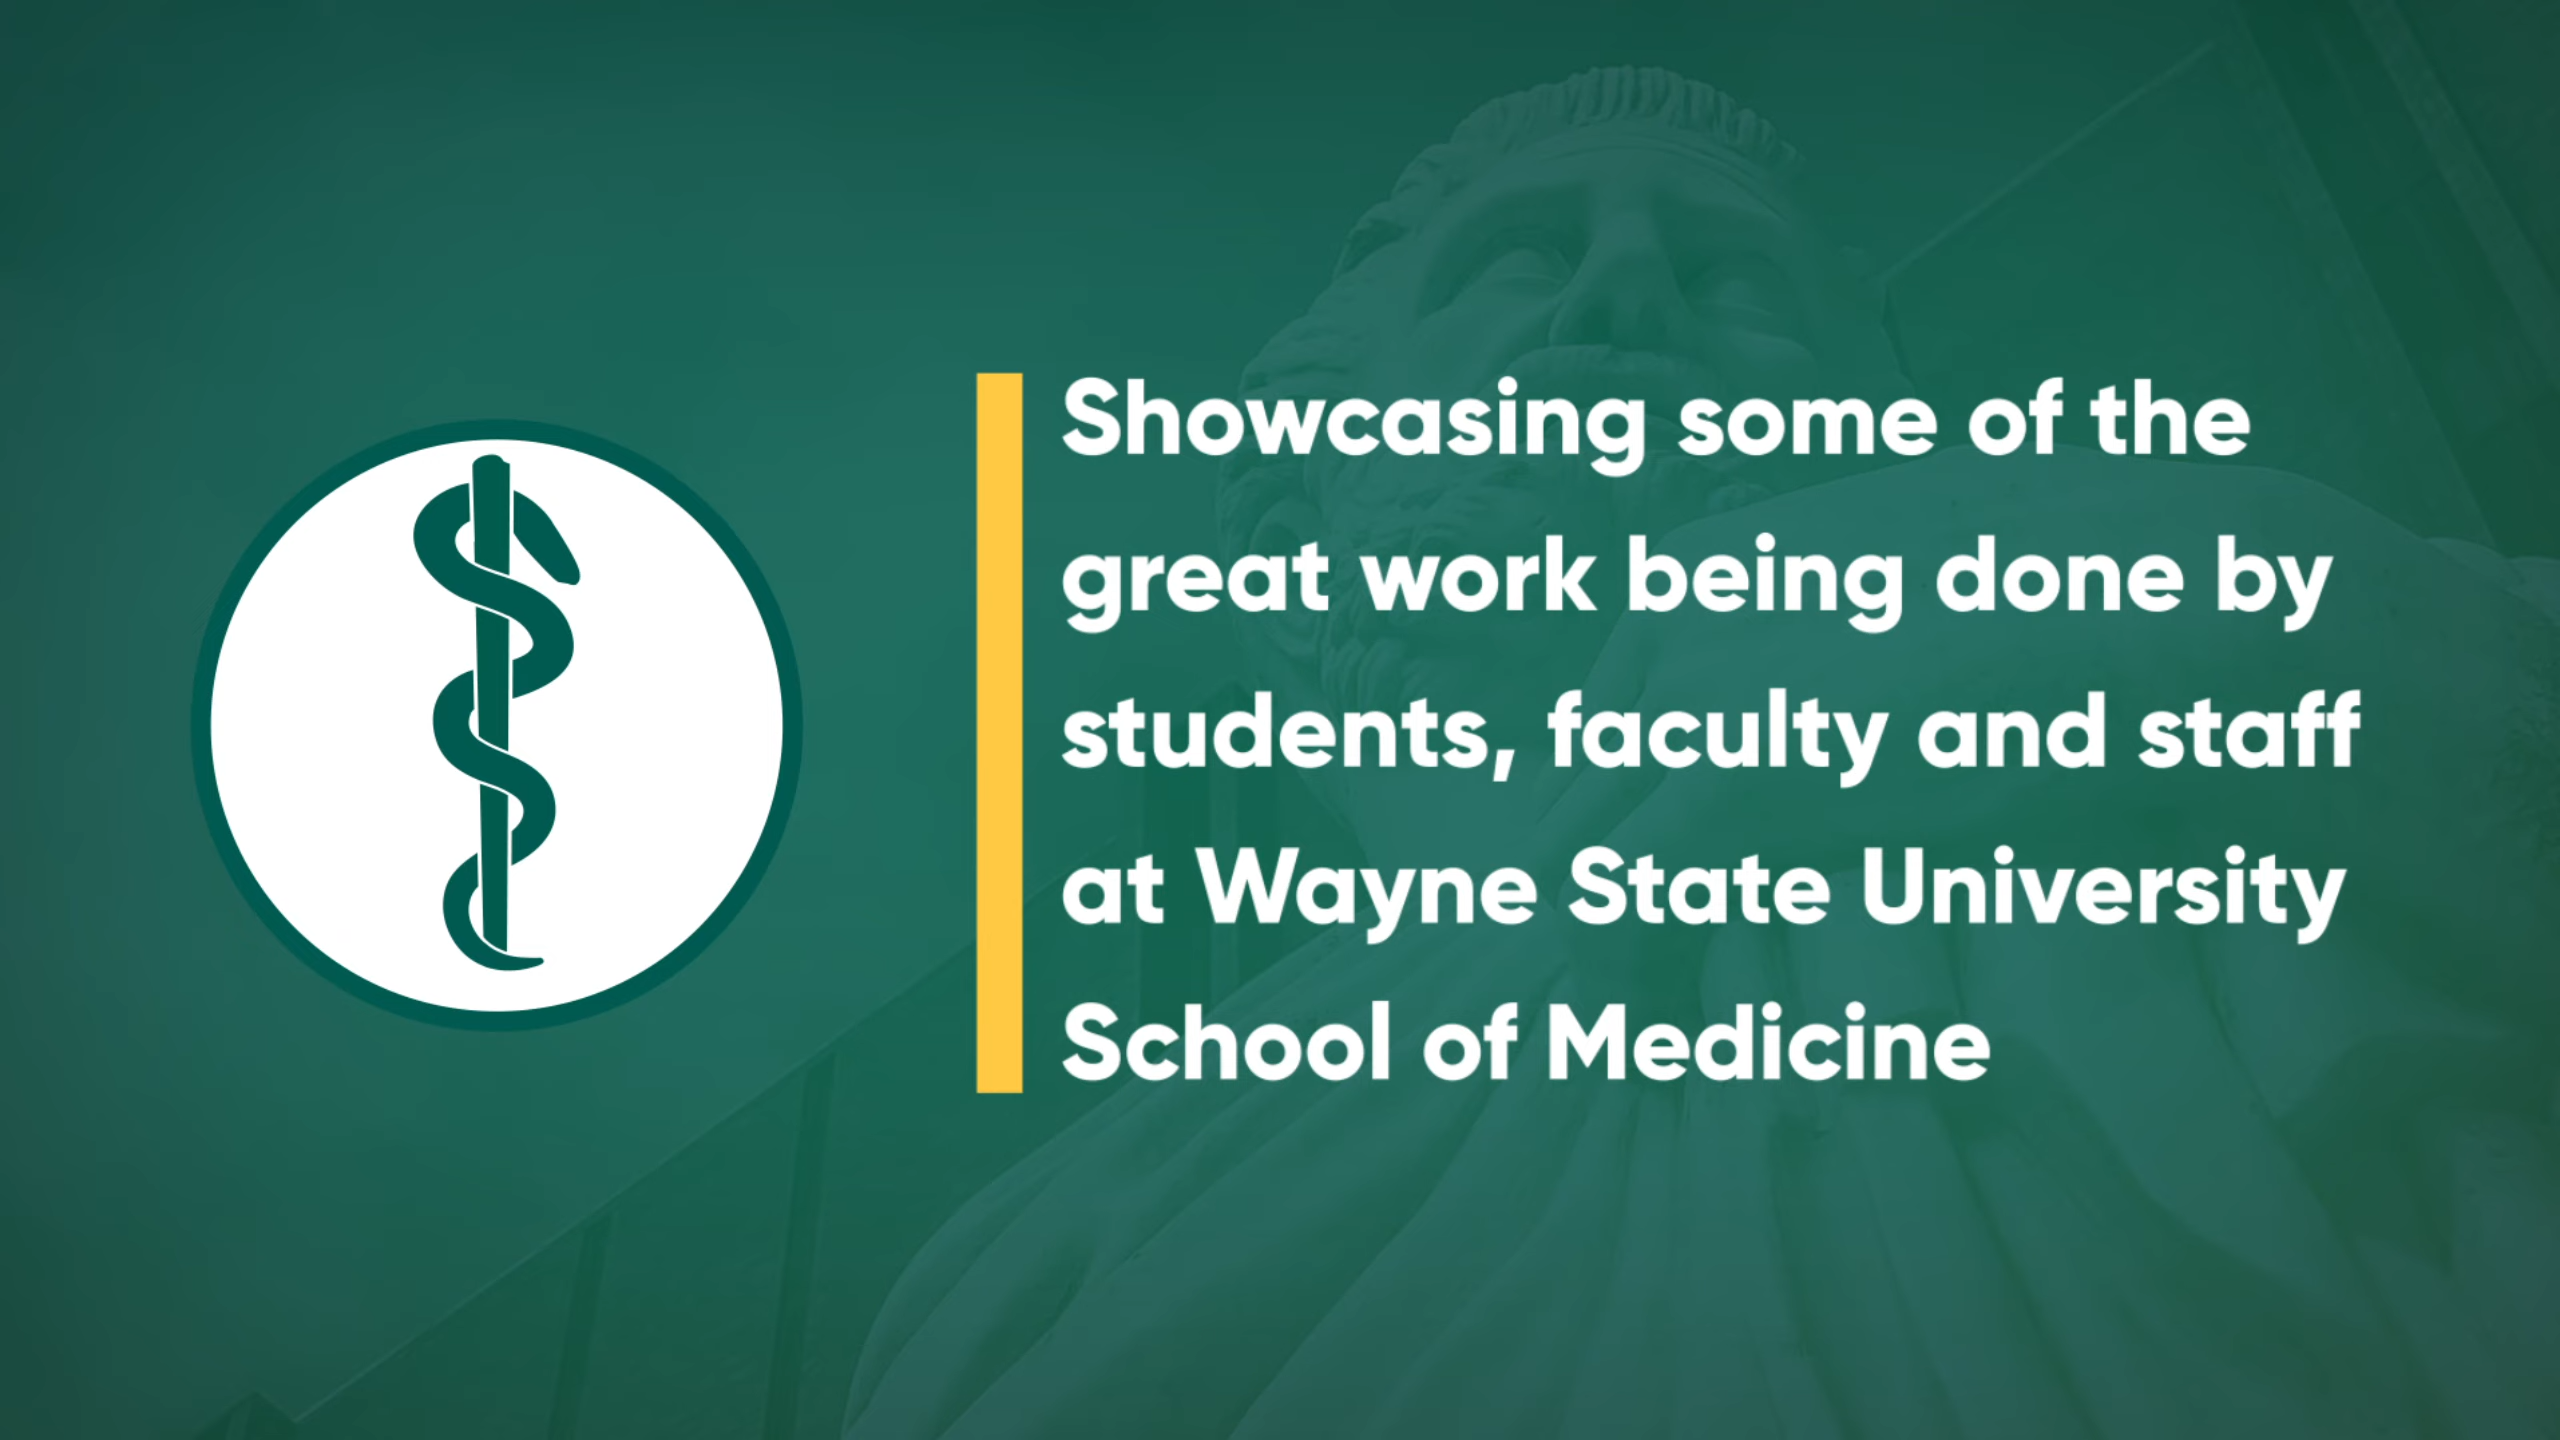 Showcasing some of the
great work being done by
students, faculty and staff
at Wayne State University
School of Medicine